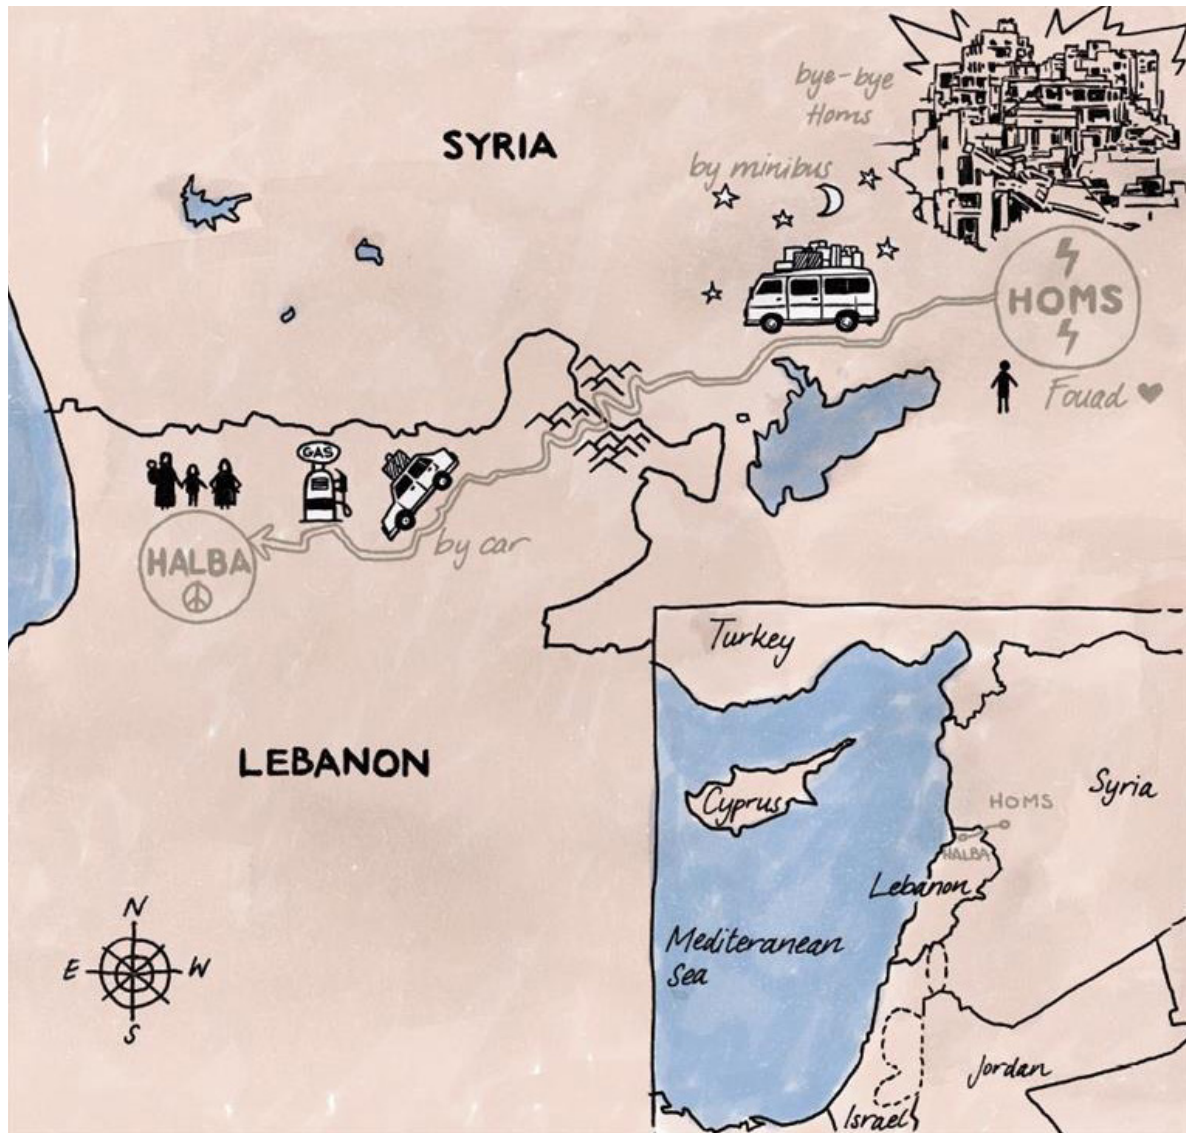 bye-bye
Homs
SYRIA
by minibus
HOMS
Fouad
GAS
by car
HALBA
LEBANON
Turkey
Cyprus
Syria
HOMS
HALBA
Lebanon
Mediteranean
Sea
Jordan
Israel
N
E W
S